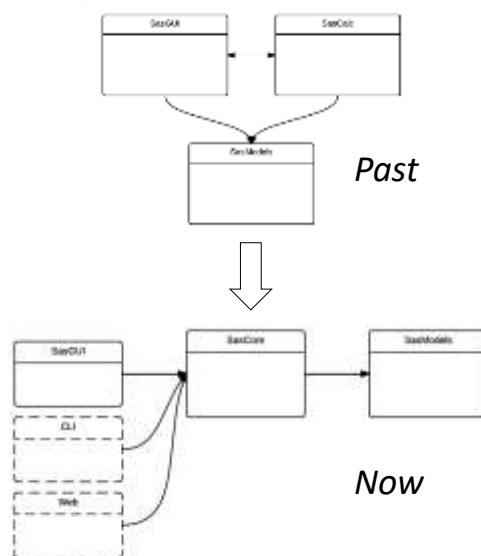 SasGUI
SasCalc
SasModels
Past
SasGUI
SasCore
SasModels
CLI
Web
Now